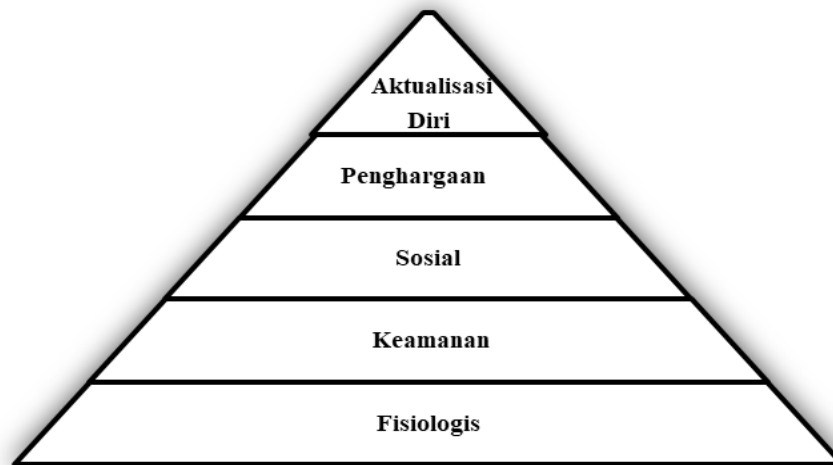 Aktualisasi
Diri
Penghargaan
Sosial
Keamanan
Fisiologis